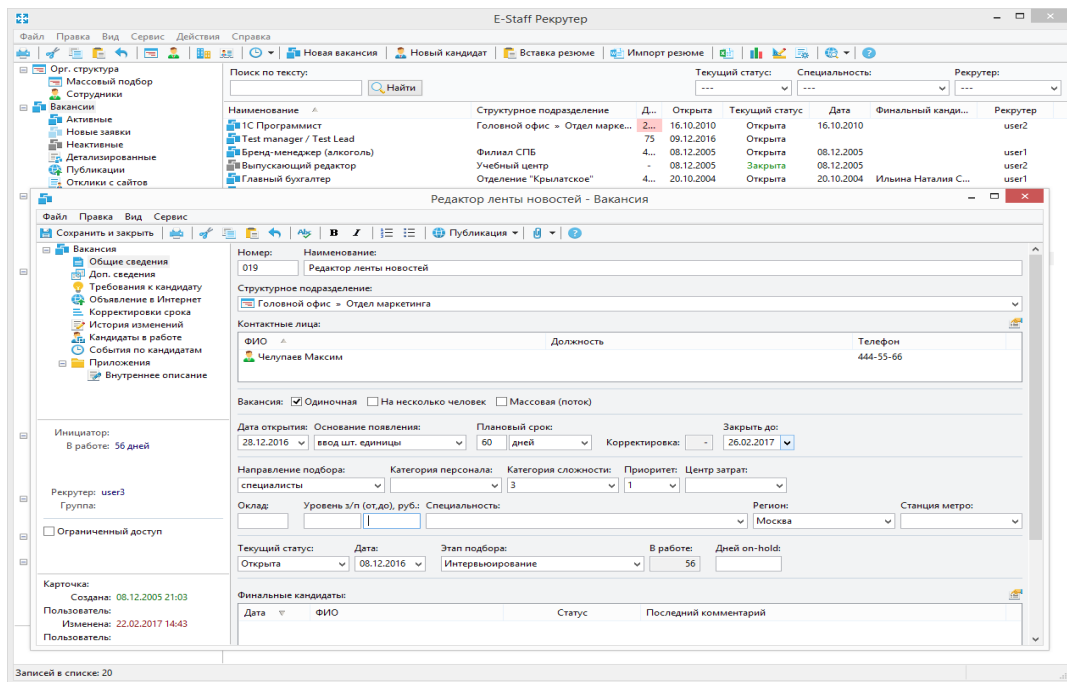 E-Staff Рекрутер
Файл Правка Вид Сервис Действия Справка
Новая вакансия Новый кандидат Вставка резюме Импорт резюме
Орг. структура
Массовый подбор
Сотрудники
Вакансии
Активные
Новые заявки
Неактивные
Детализированные
Публикации
Отклики с сайтов
Поиск по тексту: Текущий статус: Специальность: Рекрутер:
Найти --- --- ---
Наименование Структурное подразделение Д... Открыта Текущий статус Дата Финальный канди... Рекрутер
1С Программист Головной офис » Отдел марке... 2... 16.10.2010 Открыта 16.10.2010 user2
Test manager / Test Lead 75 09.12.2016 Открыта
Бренд-менеджер (алкоголь) Филиал СПБ 4... 08.12.2005 Открыта 08.12.2005 user1
Выпускающий редактор Учебный центр - 08.12.2005 Закрыта 08.12.2005 user2
Главный бухгалтер Отделение "Крылатское" 4... 20.10.2004 Открыта 20.10.2004 Ильина Наталия С... user1
Редактор ленты новостей - Вакансия
Файл Правка Вид Сервис
Сохранить и закрыть Abc B I Публикация
Вакансия
Общие сведения
Доп. сведения
Требования к кандидату
Объявление в Интернет
Корректировки срока
История изменений
Кандидаты в работе
События по кандидатам
Приложения
Внутреннее описание
Инициатор:
В работе: 56 дней
Рекрутер: user3
Группа:
Ограниченный доступ
Карточка:
Создана: 08.12.2005 21:03
Пользователь:
Изменена: 22.02.2017 14:43
Пользователь:
Номер: Наименование:
019 Редактор ленты новостей
Структурное подразделение:
Головной офис » Отдел маркетинга
Контактные лица:
ФИО Должность Телефон
Челупаев Максим 444-55-66
Вакансия: Одиночная На несколько человек Массовая (поток)
Дата открытия: Основание появления: Плановый срок: Закрыть до:
28.12.2016 ввод шт. единицы 60 дней Корректировка: - 26.02.2017
Направление подбора: Категория персонала: Категория сложности: Приоритет: Центр затрат:
специалисты 3 1
Оклад: Уровень з/п (от,до), руб.: Специальность: Регион: Станция метро:
Москва
Текущий статус: Дата: Этап подбора: В работе: Дней on-hold:
Открыта 08.12.2016 Интервьюирование 56
Финальные кандидаты:
Дата ФИО Статус Последний комментарий
Записей в списке: 20